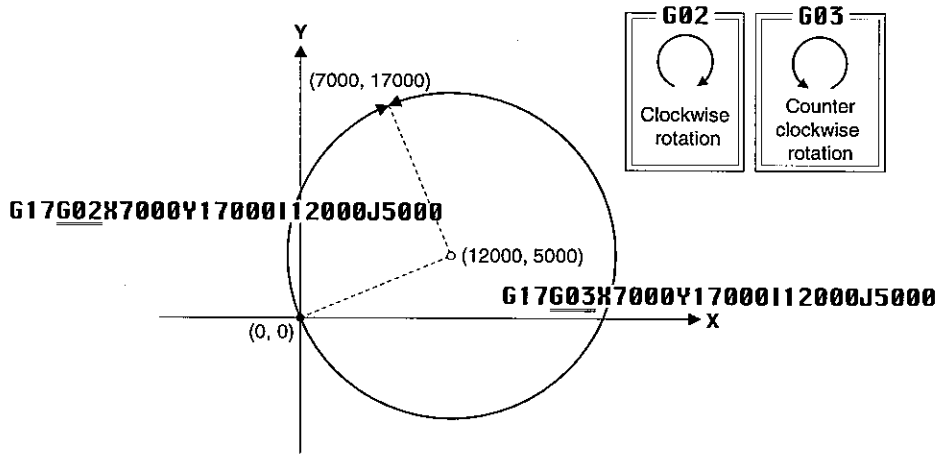 G02
Clockwise
rotation
G03
Counter
clockwise
rotation
Y
(7000, 17000)
G17G02X7000Y17000I12000J5000
(12000, 5000)
G17G03X7000Y17000I12000J5000
X
(0, 0)